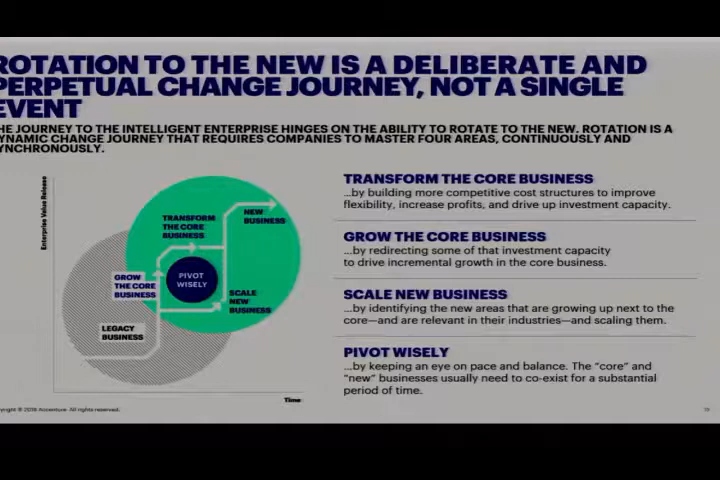 ROTATION TO THE NEW IS A DELIBERATE AND
PERPETUAL CHANGE JOURNEY, NOT A SINGLE
EVENT
HE JOURNEY TO THE INTELLIGENT ENTERPRISE HINGES ON THE ABILITY TO ROTATE TO THE NEW. ROTATION IS A
YNAMIC CHANGE JOURNEY THAT REQUIRES COMPANIES TO MASTER FOUR AREAS, CONTINUOUSLY AND
YNCHRONOUSLY.
Enterprise Value Release
TRANSFORM
THE CORE
BUSINESS
NEW
BUSINESS
GROW
THE CORE
BUSINESS
PIVOT
WISELY
SCALE
NEW
BUSINESS
LEGACY
BUSINESS
Time
TRANSFORM THE CORE BUSINESS
...by building more competitive cost structures to improve
flexibility, increase profits, and drive up investment capacity.
GROW THE CORE BUSINESS
...by redirecting some of that investment capacity
to drive incremental growth in the core business.
SCALE NEW BUSINESS
...by identifying the new areas that are growing up next to the
core—and are relevant in their industries—and scaling them.
PIVOT WISELY
...by keeping an eye on pace and balance. The "core" and
"new" businesses usually need to co-exist for a substantial
period of time.
yright © 2018 Accenture. All rights reserved.